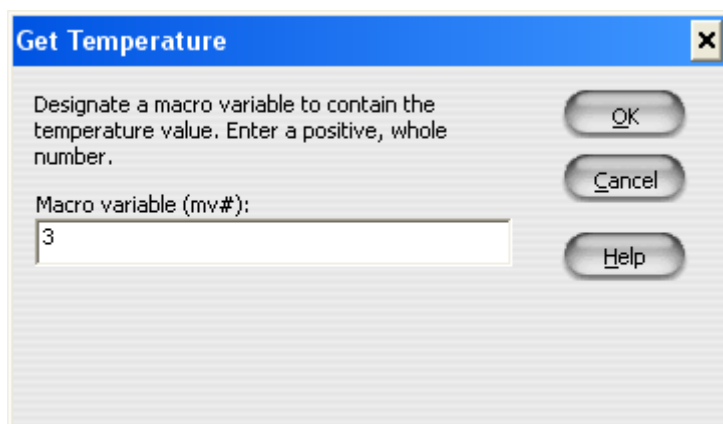 Get Temperature
Designate a macro variable to contain the
temperature value. Enter a positive, whole
number.
Macro variable (mv#):
3
OK
Cancel
Help